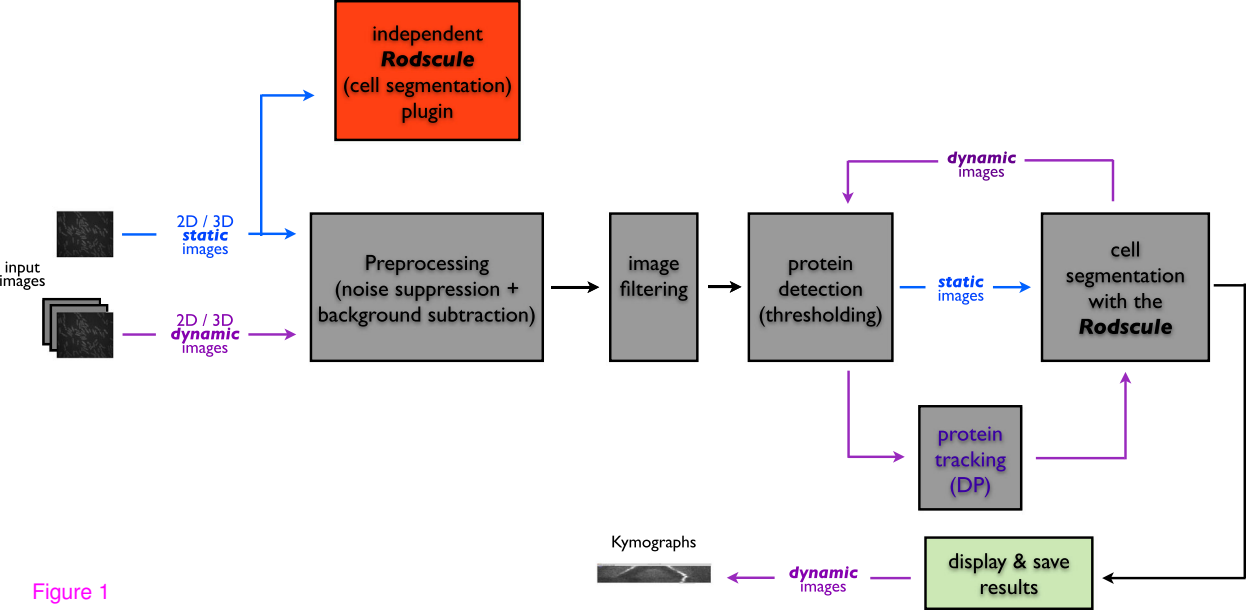 independent
Rodscule
(cell segmentation)
plugin
dynamic
images
input
images
2D / 3D
static
images
2D / 3D
dynamic
images
Preprocessing
(noise suppression +
background subtraction)
image
filtering
protein
detection
(thresholding)
static
images
cell
segmentation
with the
Rodscule
protein
tracking
(DP)
Kymographs
dynamic
images
display & save
results
Figure 1